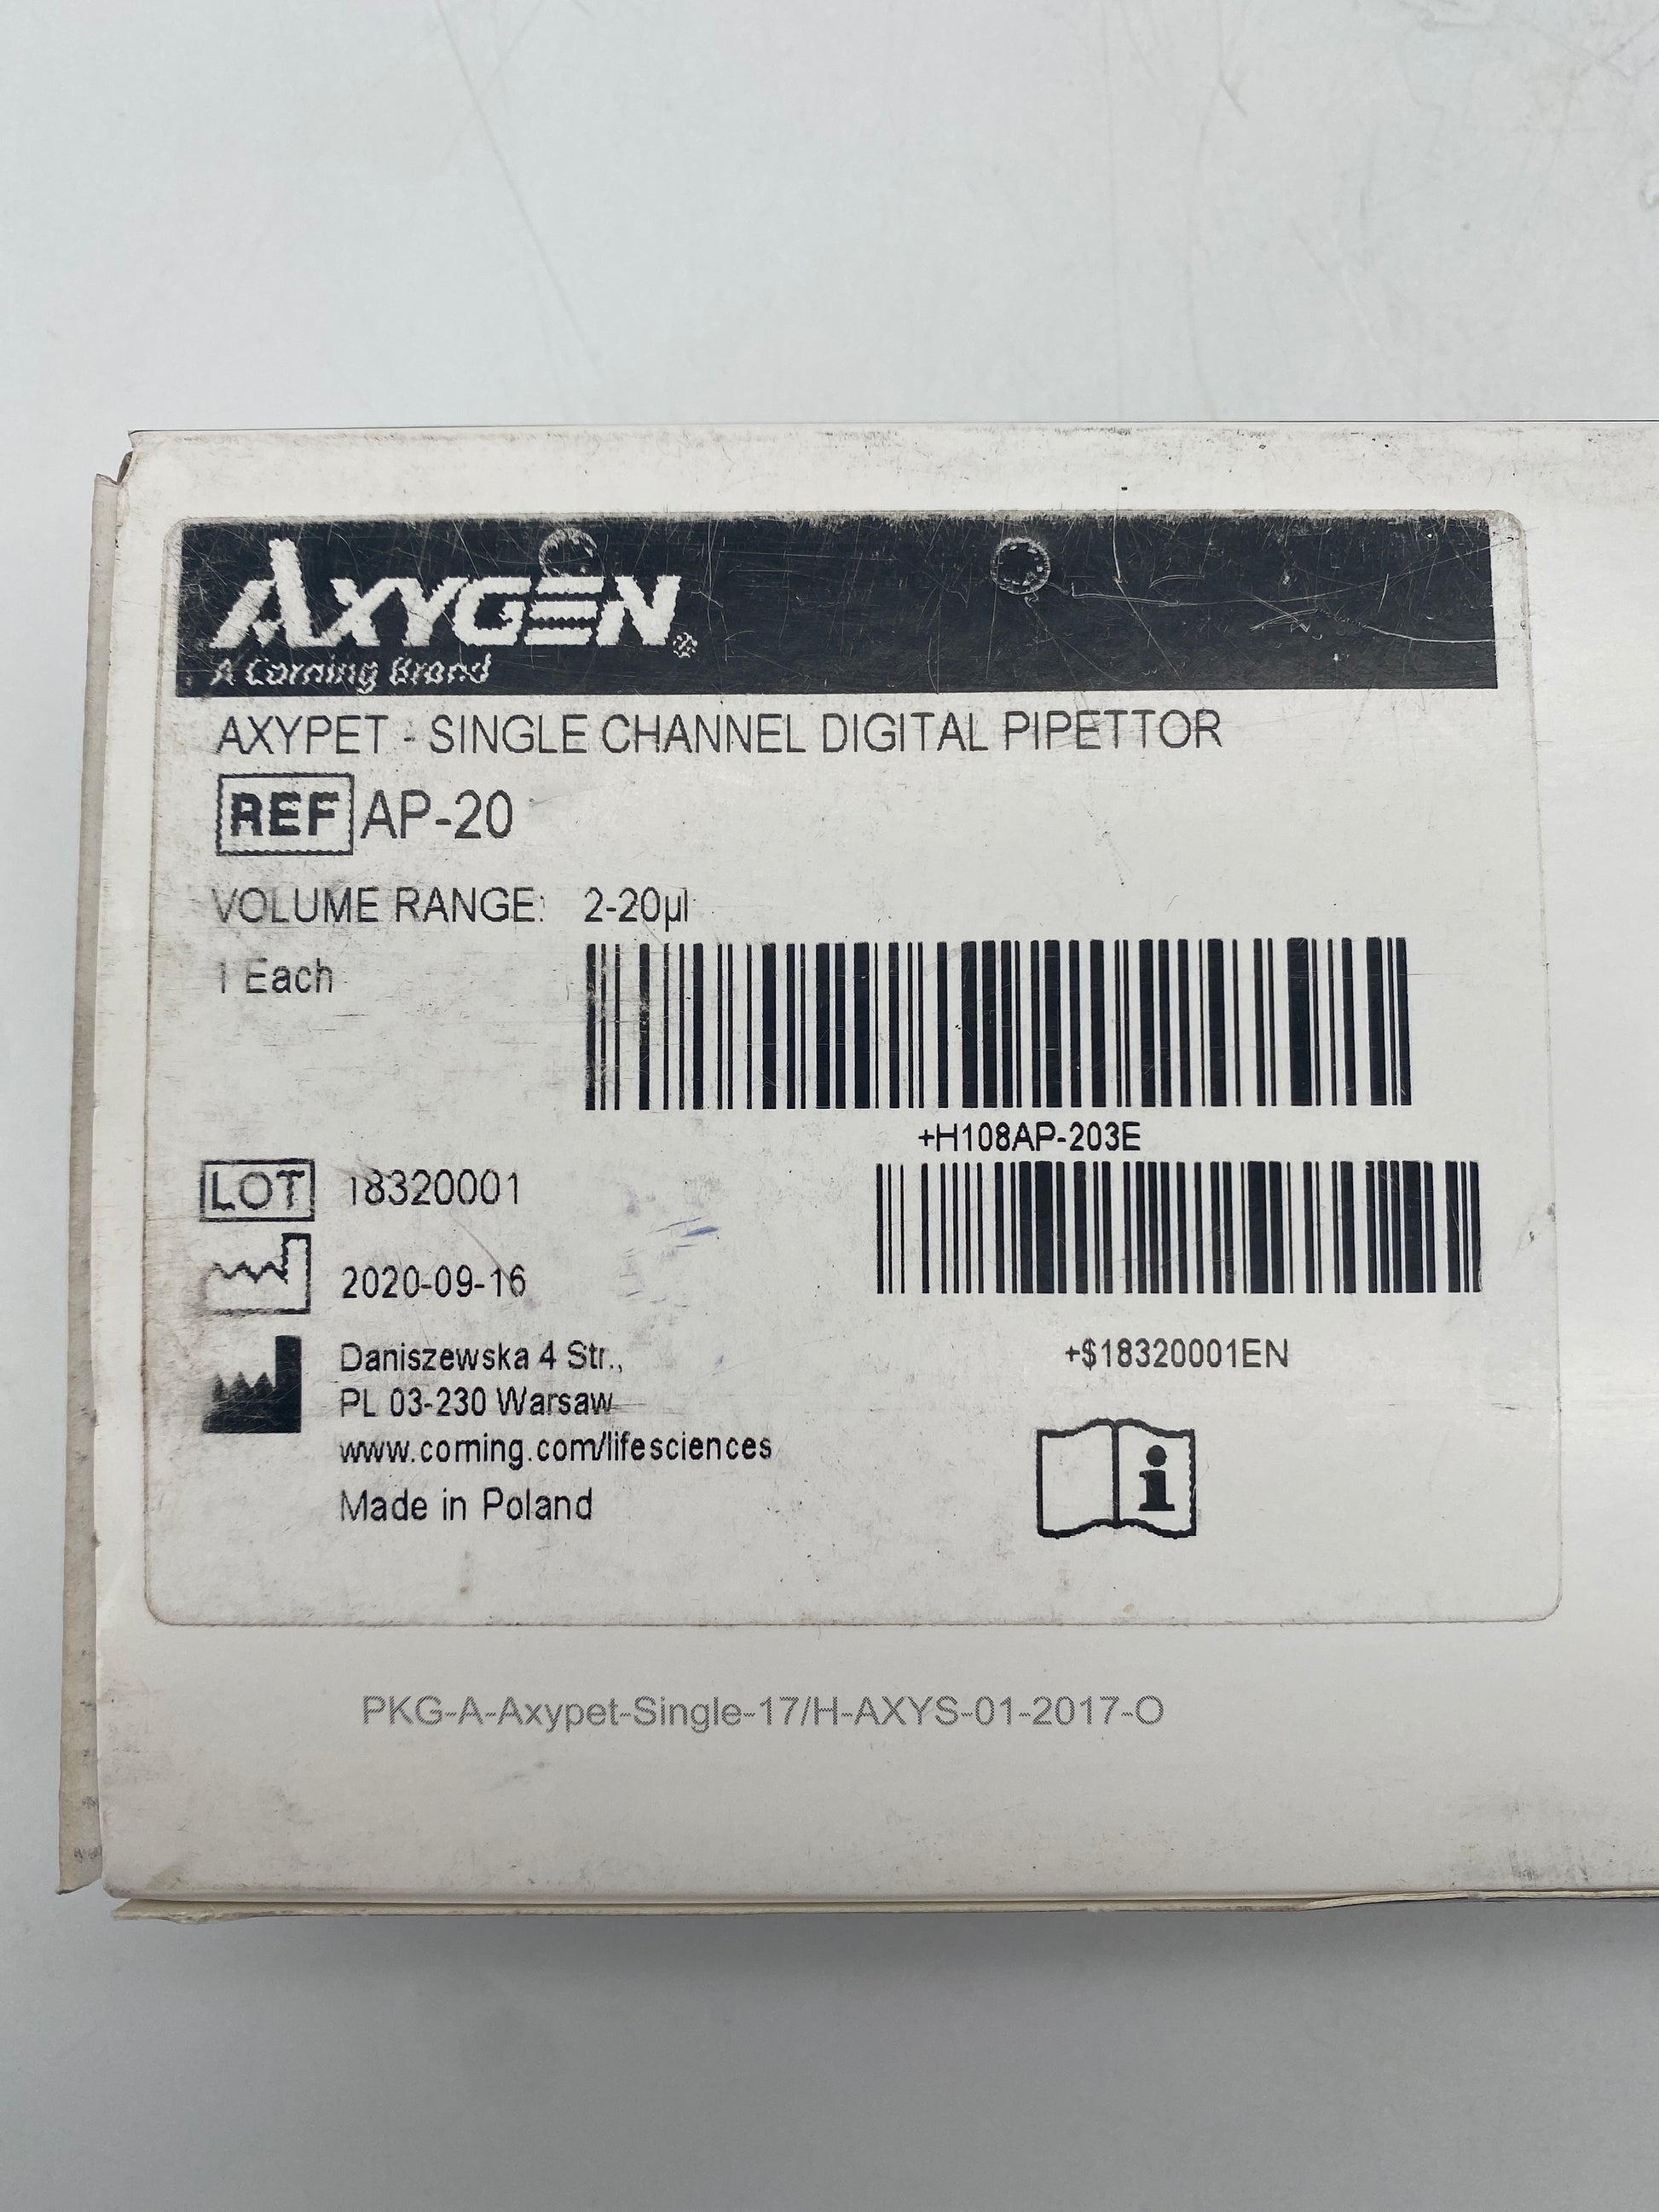 AXYGEN®
A Corning Brand
AXYPET - SINGLE CHANNEL DIGITAL PIPETTOR
REF AP-20
VOLUME RANGE: 2-20µl
1 Each
+H108AP-203E
LOT 18320001
2020-09-16
Daniszewska 4 Str.,
PL 03-230 Warsaw
www.corning.com/lifesciences
Made in Poland
+$18320001EN
i
PKG-A-Axypet-Single-17/H-AXYS-01-2017-O